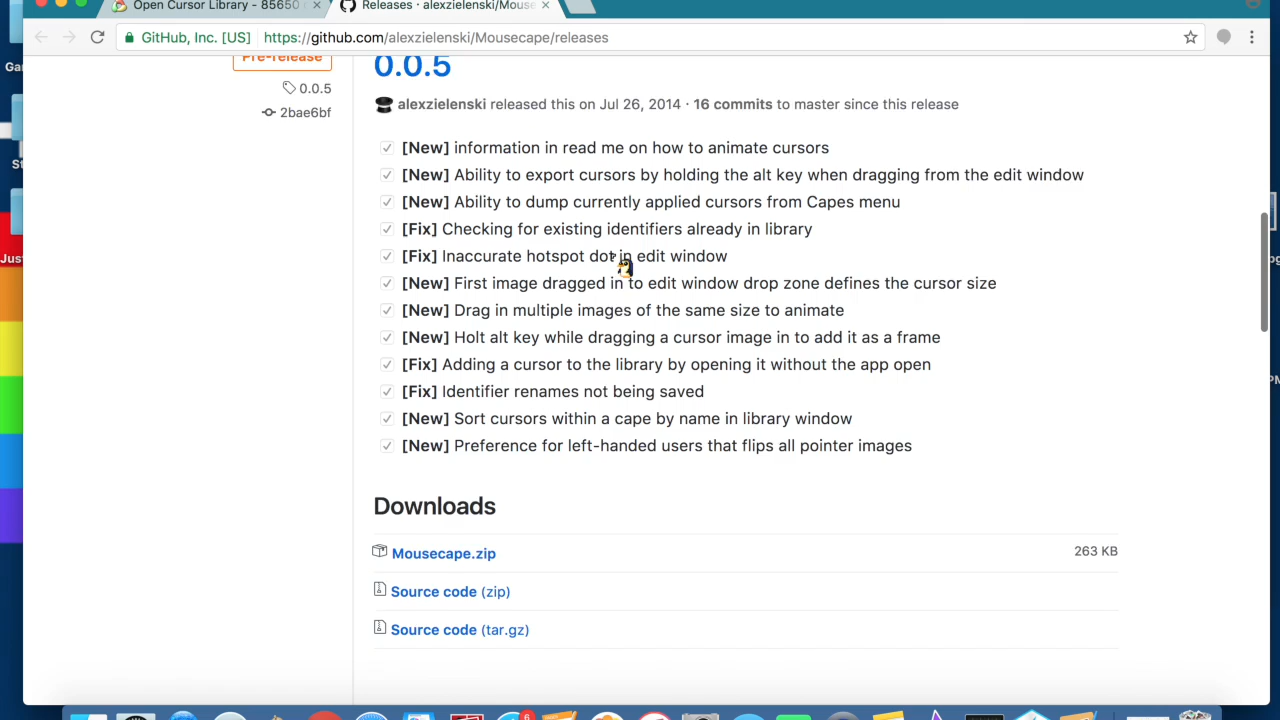 Open Cursor Library - 85650
Releases · alexzielenski/Mouse
GitHub, Inc. [US]
https://github.com/alexzielenski/Mousecape/releases
Pre-release
0.0.5
0.0.5
2bae6bf
alexzielenski released this on Jul 26, 2014 · 16 commits to master since this release
[New] information in read me on how to animate cursors
[New] Ability to export cursors by holding the alt key when dragging from the edit window
[New] Ability to dump currently applied cursors from Capes menu
[Fix] Checking for existing identifiers already in library
[Fix] Inaccurate hotspot dot in edit window
[New] First image dragged in to edit window drop zone defines the cursor size
[New] Drag in multiple images of the same size to animate
[New] Holt alt key while dragging a cursor image in to add it as a frame
[Fix] Adding a cursor to the library by opening it without the app open
[Fix] Identifier renames not being saved
[New] Sort cursors within a cape by name in library window
[New] Preference for left-handed users that flips all pointer images
Downloads
Mousecape.zip
263 KB
Source code (zip)
Source code (tar.gz)
Gar
St
Just
6